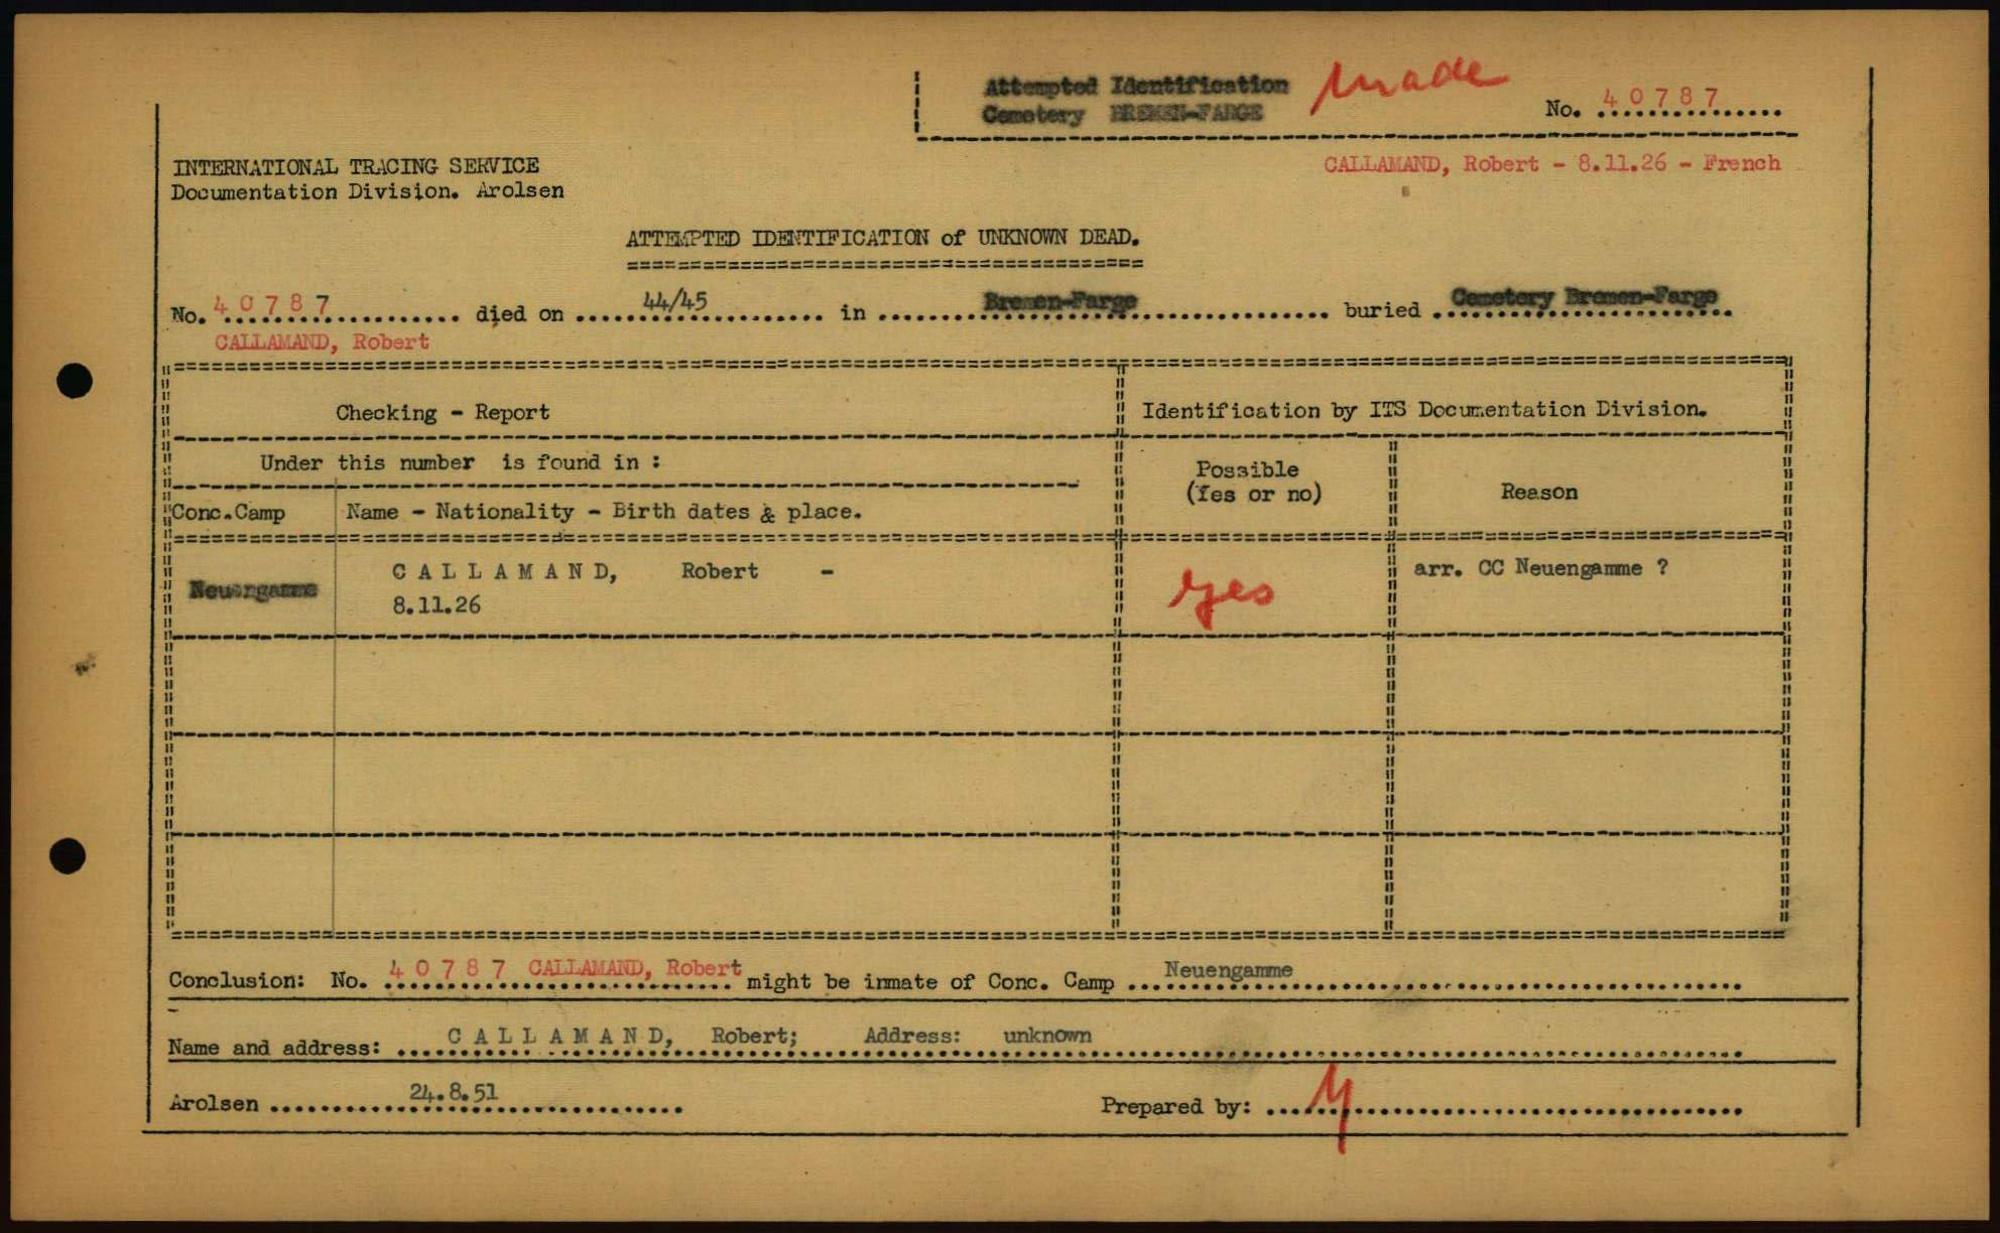 Attempted Identification made
Cemetery BREMEN-FARGE
No. 40787
CALLAMAND, Robert - 8.11.26 - French
INTERNATIONAL TRACING SERVICE
Documentation Division. Arolsen
ATTEMPTED IDENTIFICATION of UNKNOWN DEAD.
No. 40787 died on 44/45 in Bremen-Farge buried Cemetery Bremen-Farge
CALLAMAND, Robert
Checking - Report
Identification by ITS Documentation Division.
Under this number is found in :
Possible
(Yes or no)
Reason
Conc.Camp
Name - Nationality - Birth dates & place.
Neuengamme
C A L L A M A N D, Robert -
8.11.26
yes
arr. CC Neuengamme ?
Conclusion: No. 40787 CALLAMAND, Robert might be inmate of Conc. Camp Neuengamme
Name and address: C A L L A M A N D, Robert; Address: unknown
Arolsen 24.8.51
Prepared by: